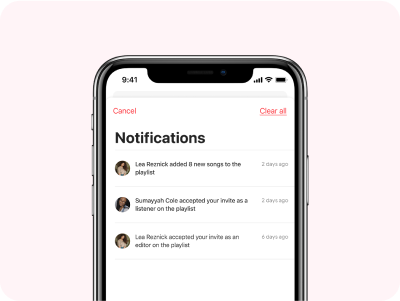 9:41
Cancel Clear all
Notifications
Lea Reznick added 8 new songs to the 2 days ago
playlist
Sumayyah Cole accepted your invite as a 2 days ago
listener on the playlist
Lea Reznick accepted your invite as an 6 days ago
editor on the playlist